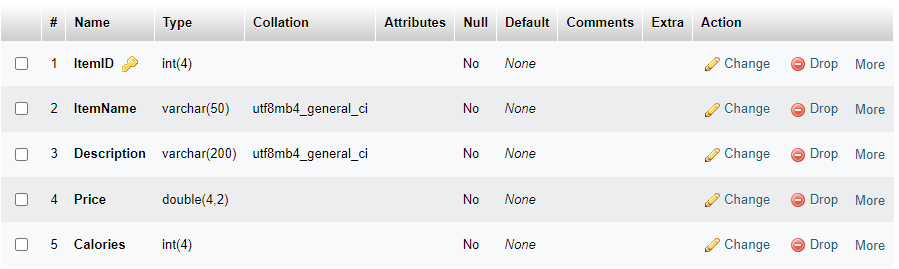 # Name Type Collation Attributes Null Default Comments Extra Action
1 ItemID int(4) No None Change Drop More
2 ItemName varchar(50) utf8mb4_general_ci No None Change Drop More
3 Description varchar(200) utf8mb4_general_ci No None Change Drop More
4 Price double(4,2) No None Change Drop More
5 Calories int(4) No None Change Drop More